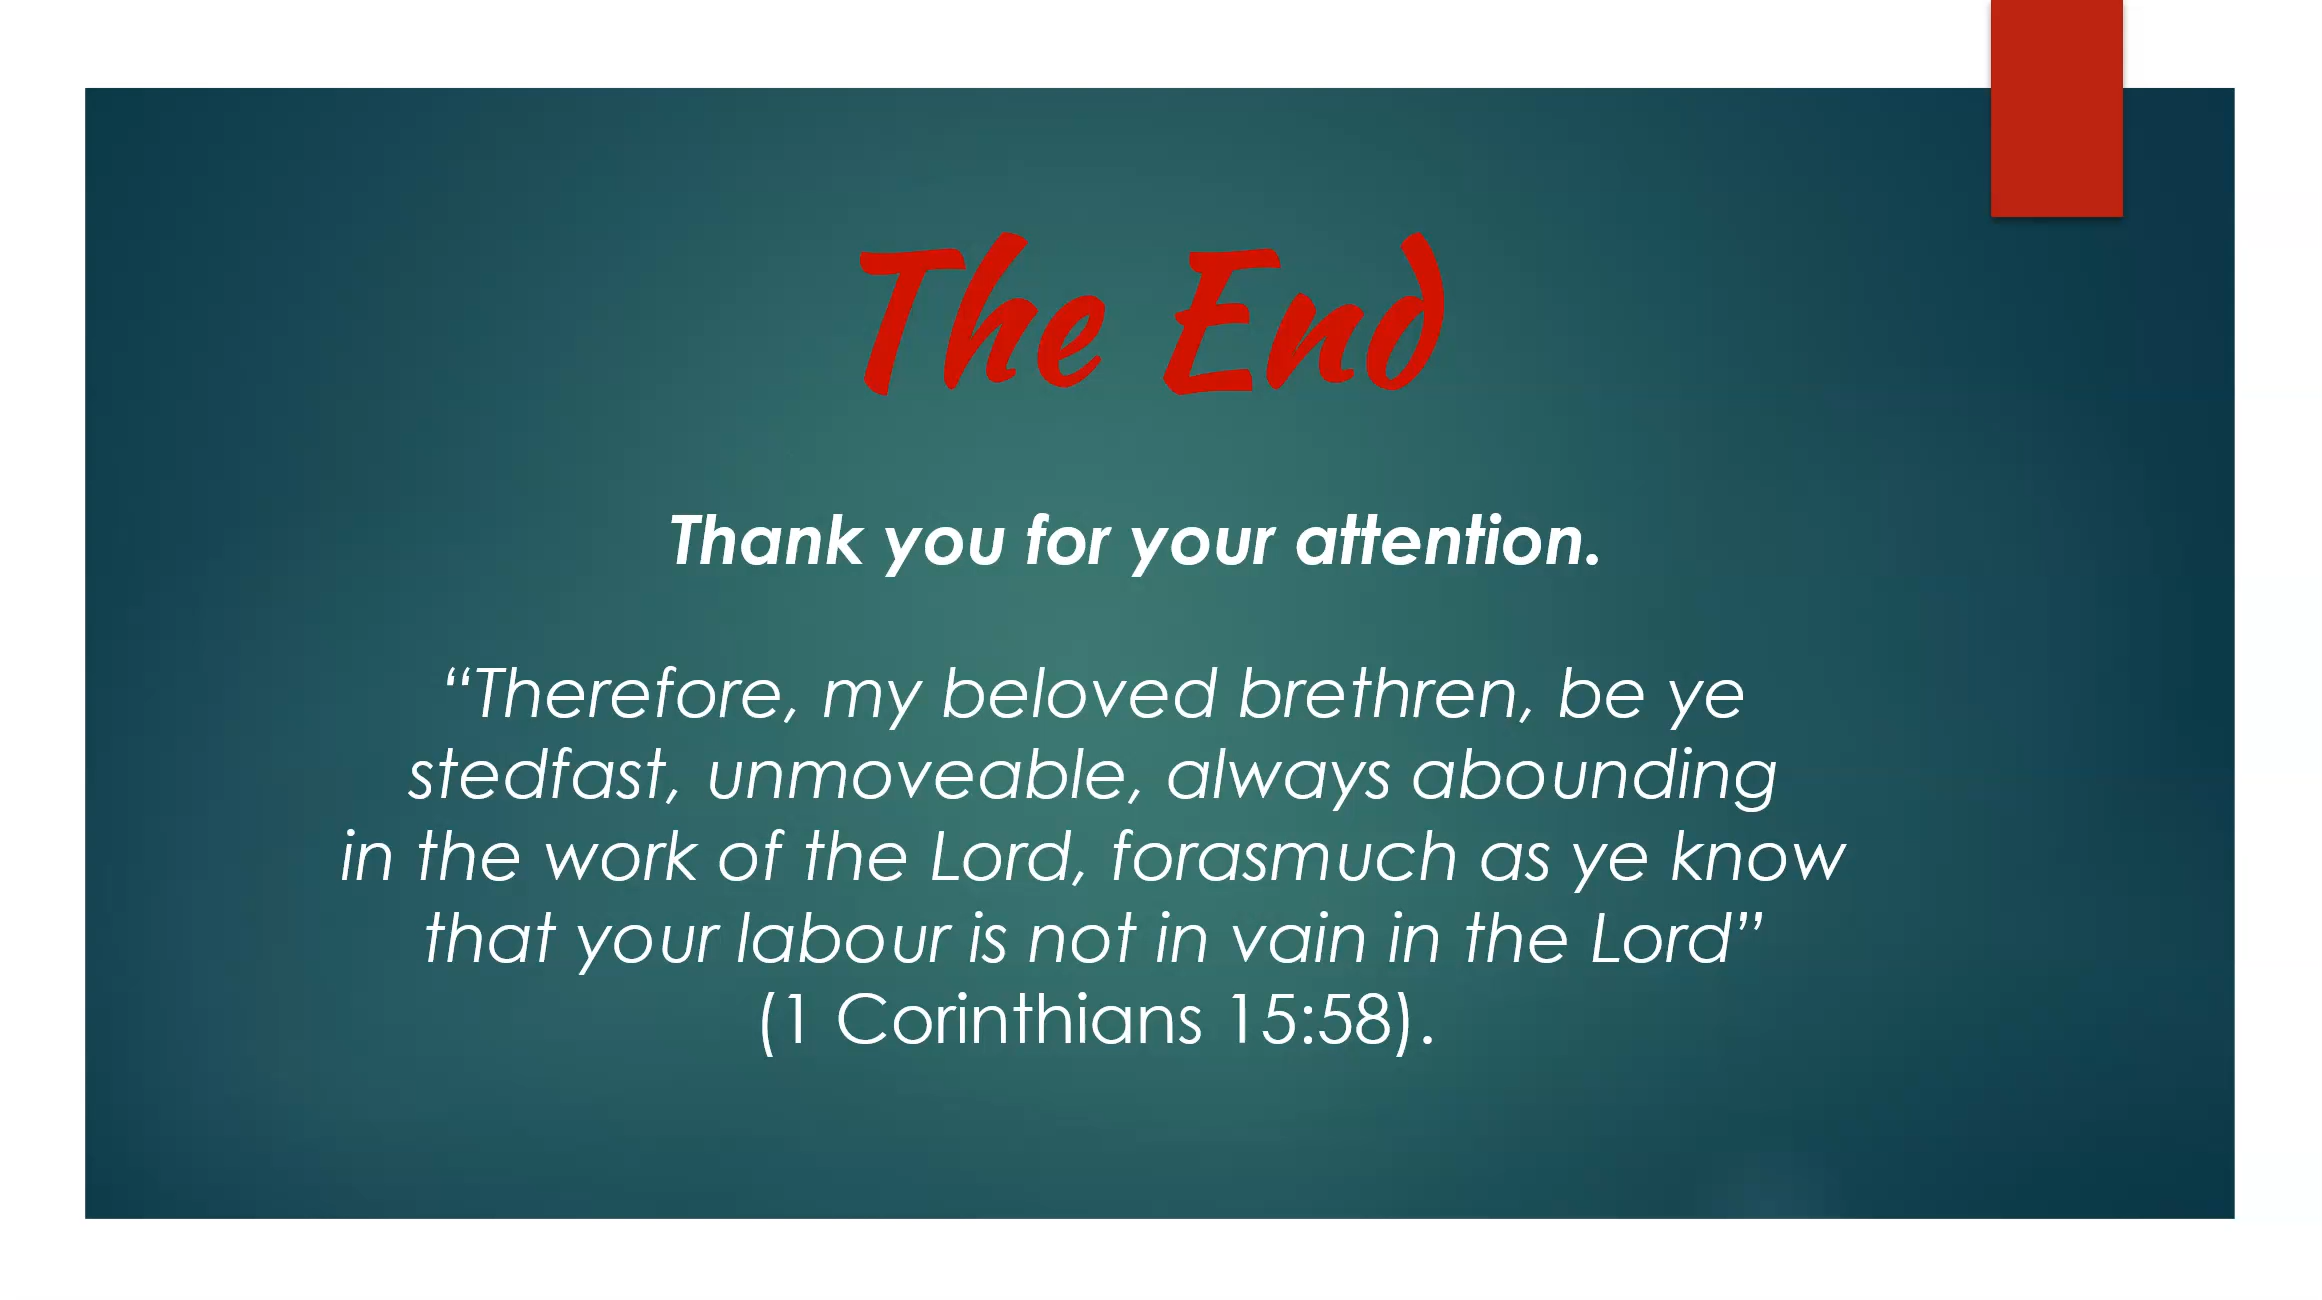 The End
Thank you for your attention.
“Therefore, my beloved brethren, be ye
stedfast, unmoveable, always abounding
in the work of the Lord, forasmuch as ye know
that your labour is not in vain in the Lord”
(1 Corinthians 15:58).